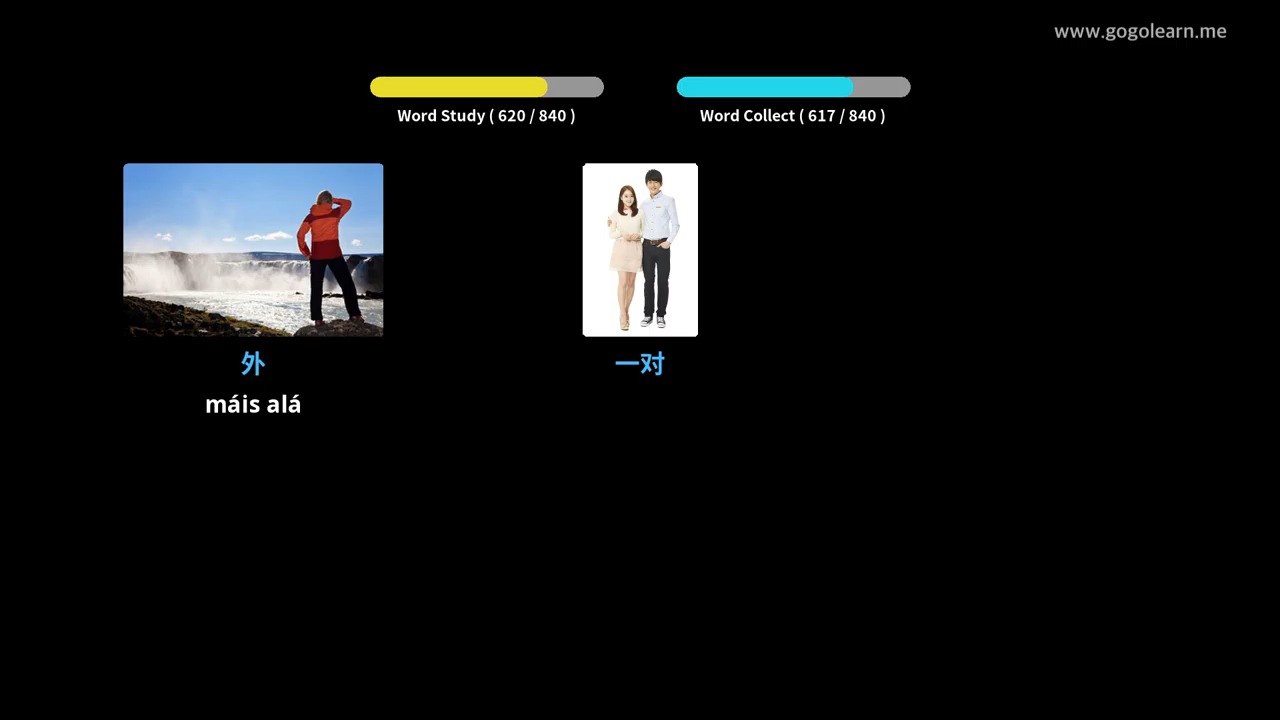 www.gogolearn.me
Word Study ( 620 / 840 )
Word Collect ( 617 / 840 )
外
一对
máis alá